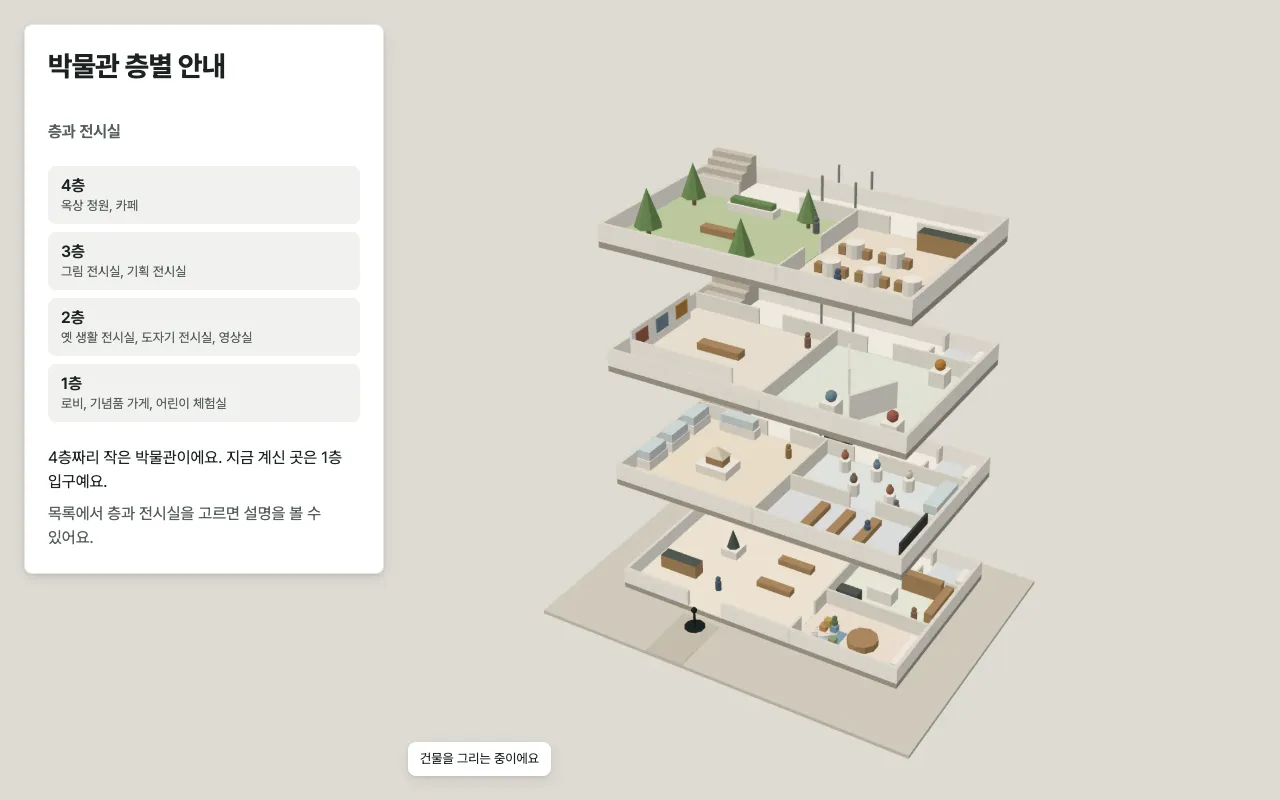 박물관 층별 안내
층과 전시실
4층
옥상 정원, 카페
3층
그림 전시실, 기획 전시실
2층
옛 생활 전시실, 도자기 전시실, 영상실
1층
로비, 기념품 가게, 어린이 체험실
4층짜리 작은 박물관이에요. 지금 계신 곳은 1층
입구예요.
목록에서 층과 전시실을 고르면 설명을 볼 수
있어요.
건물을 그리는 중이에요